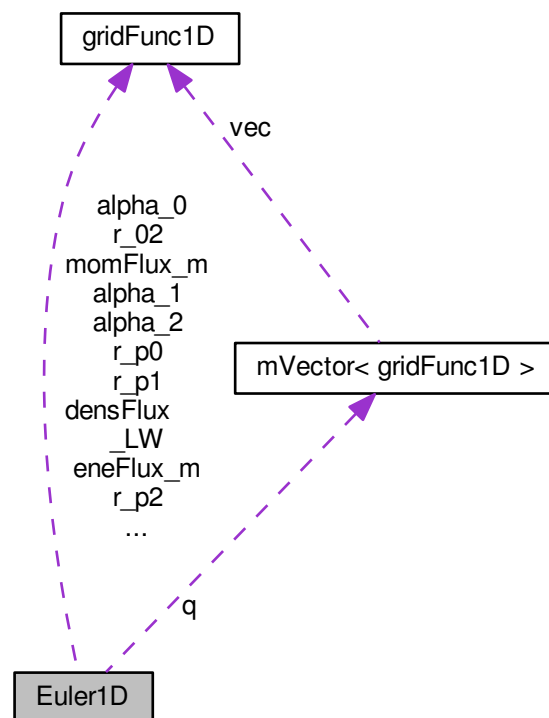 gridFunc1D
vec
alpha_0
r_02
momFlux_m
alpha_1
alpha_2
r_p0
r_p1
densFlux
_LW
eneFlux_m
r_p2
...
mVector< gridFunc1D >
q
Euler1D